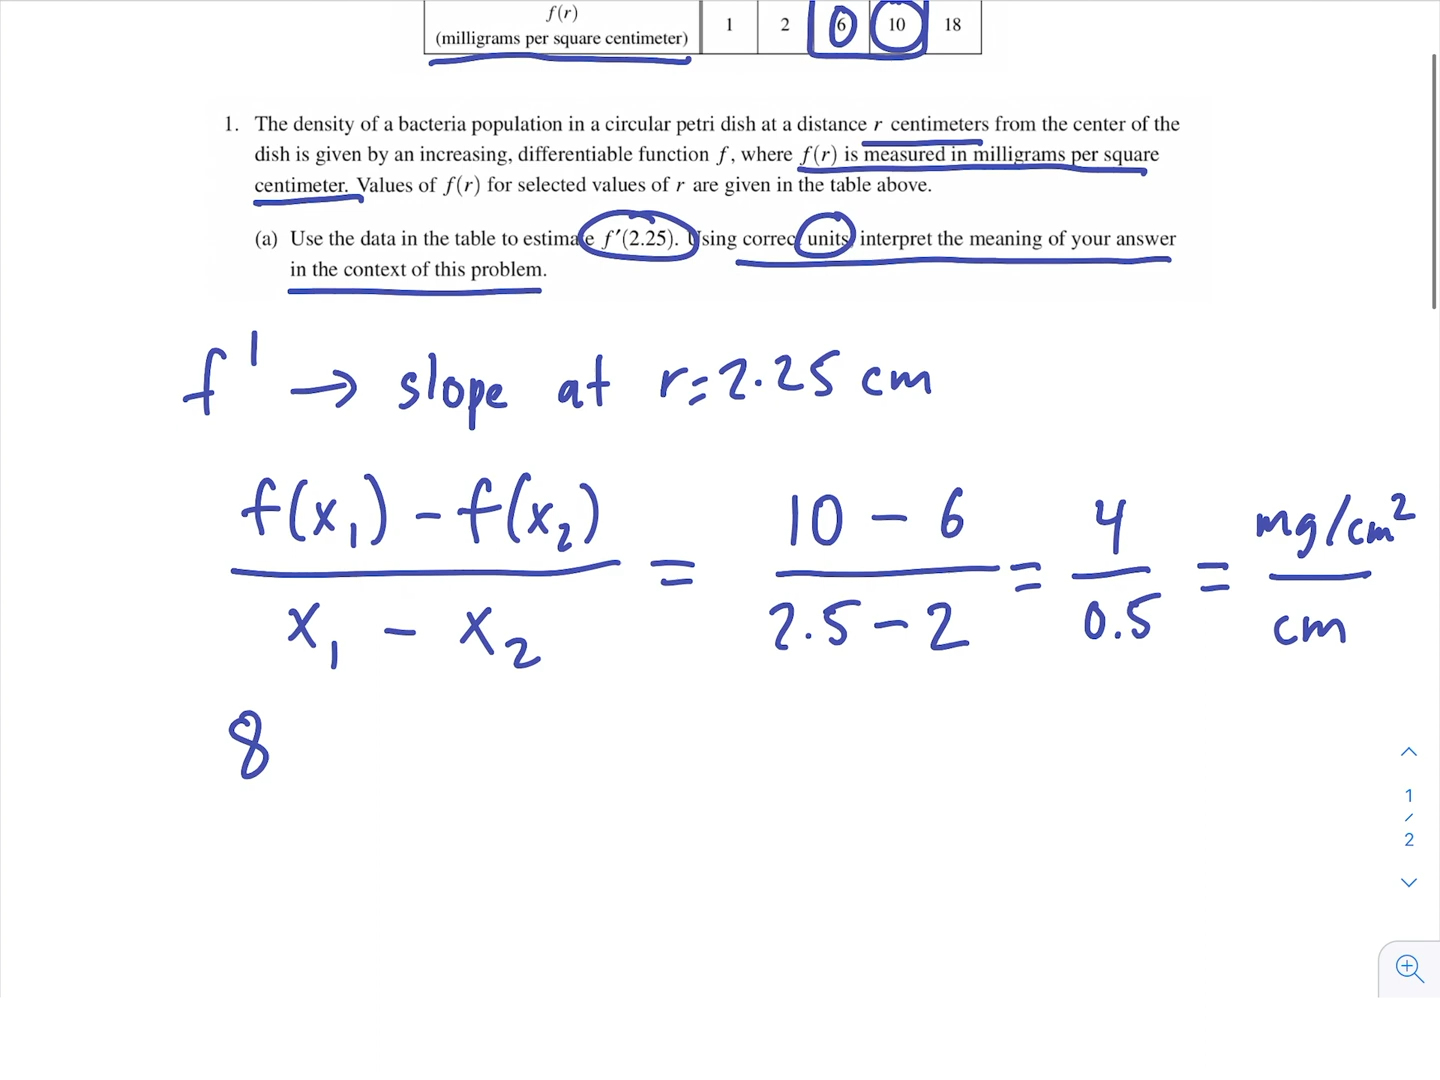 f(r)
(milligrams per square centimeter) 1 2 6 10 18
1. The density of a bacteria population in a circular petri dish at a distance r centimeters from the center of the
dish is given by an increasing, differentiable function f, where f(r) is measured in milligrams per square
centimeter. Values of f(r) for selected values of r are given in the table above.
(a) Use the data in the table to estimate f′(2.25). Using correct units, interpret the meaning of your answer
in the context of this problem.
f' → slope at r = 2.25 cm
f(x₁) - f(x₂) 10 - 6 4 mg/cm²
= = =
x₁ - x₂ 2.5 - 2 0.5 cm
8
1
/
2